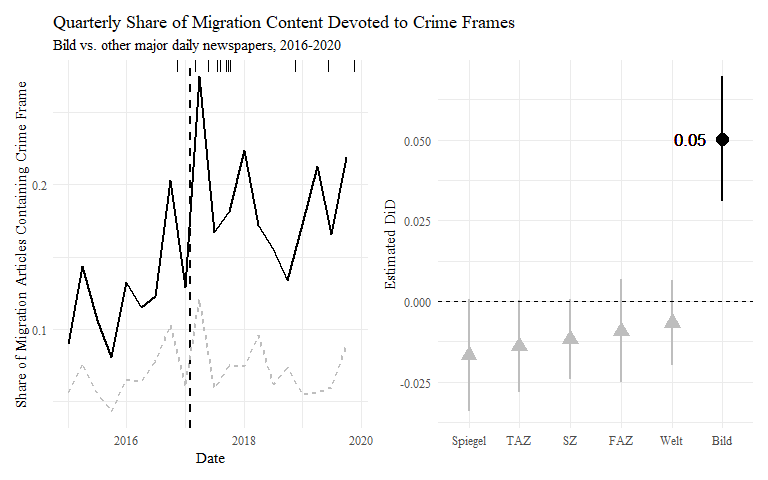 Quarterly Share of Migration Content Devoted to Crime Frames
Bild vs. other major daily newspapers, 2016-2020
Share of Migration Articles Containing Crime Frame
0.2
0.1
2016
2018
2020
Date
Estimated DiD
0.050
0.025
0.000
-0.025
0.05
Spiegel
TAZ
SZ
FAZ
Welt
Bild